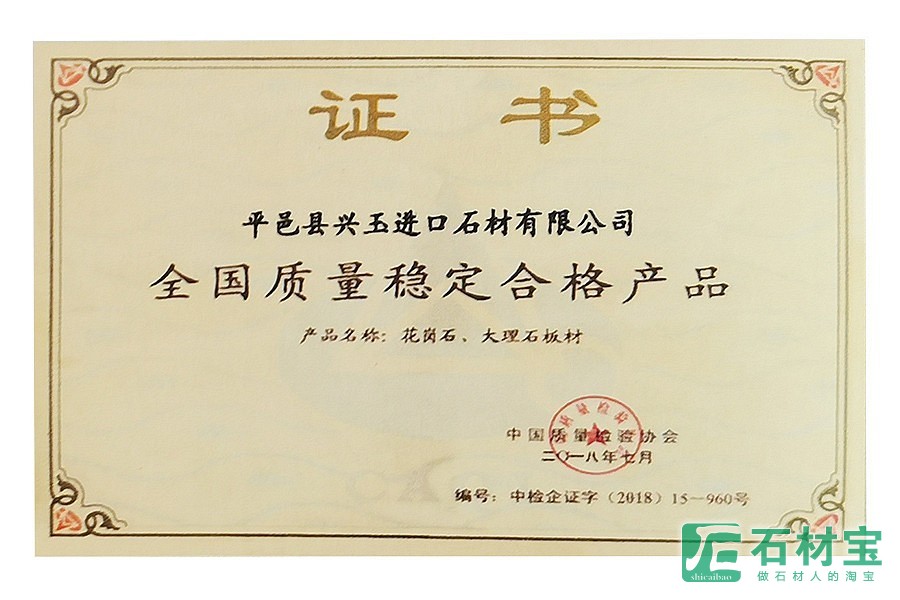 证 书
平邑县兴玉进口石材有限公司
全国质量稳定合格产品
产品名称：花岗石、大理石板材
质量检验
中国质量检验协会
二〇一八年七月
编号：中检企证字（2018）15－960号
石材宝
shicaibao
做石材人的淘宝